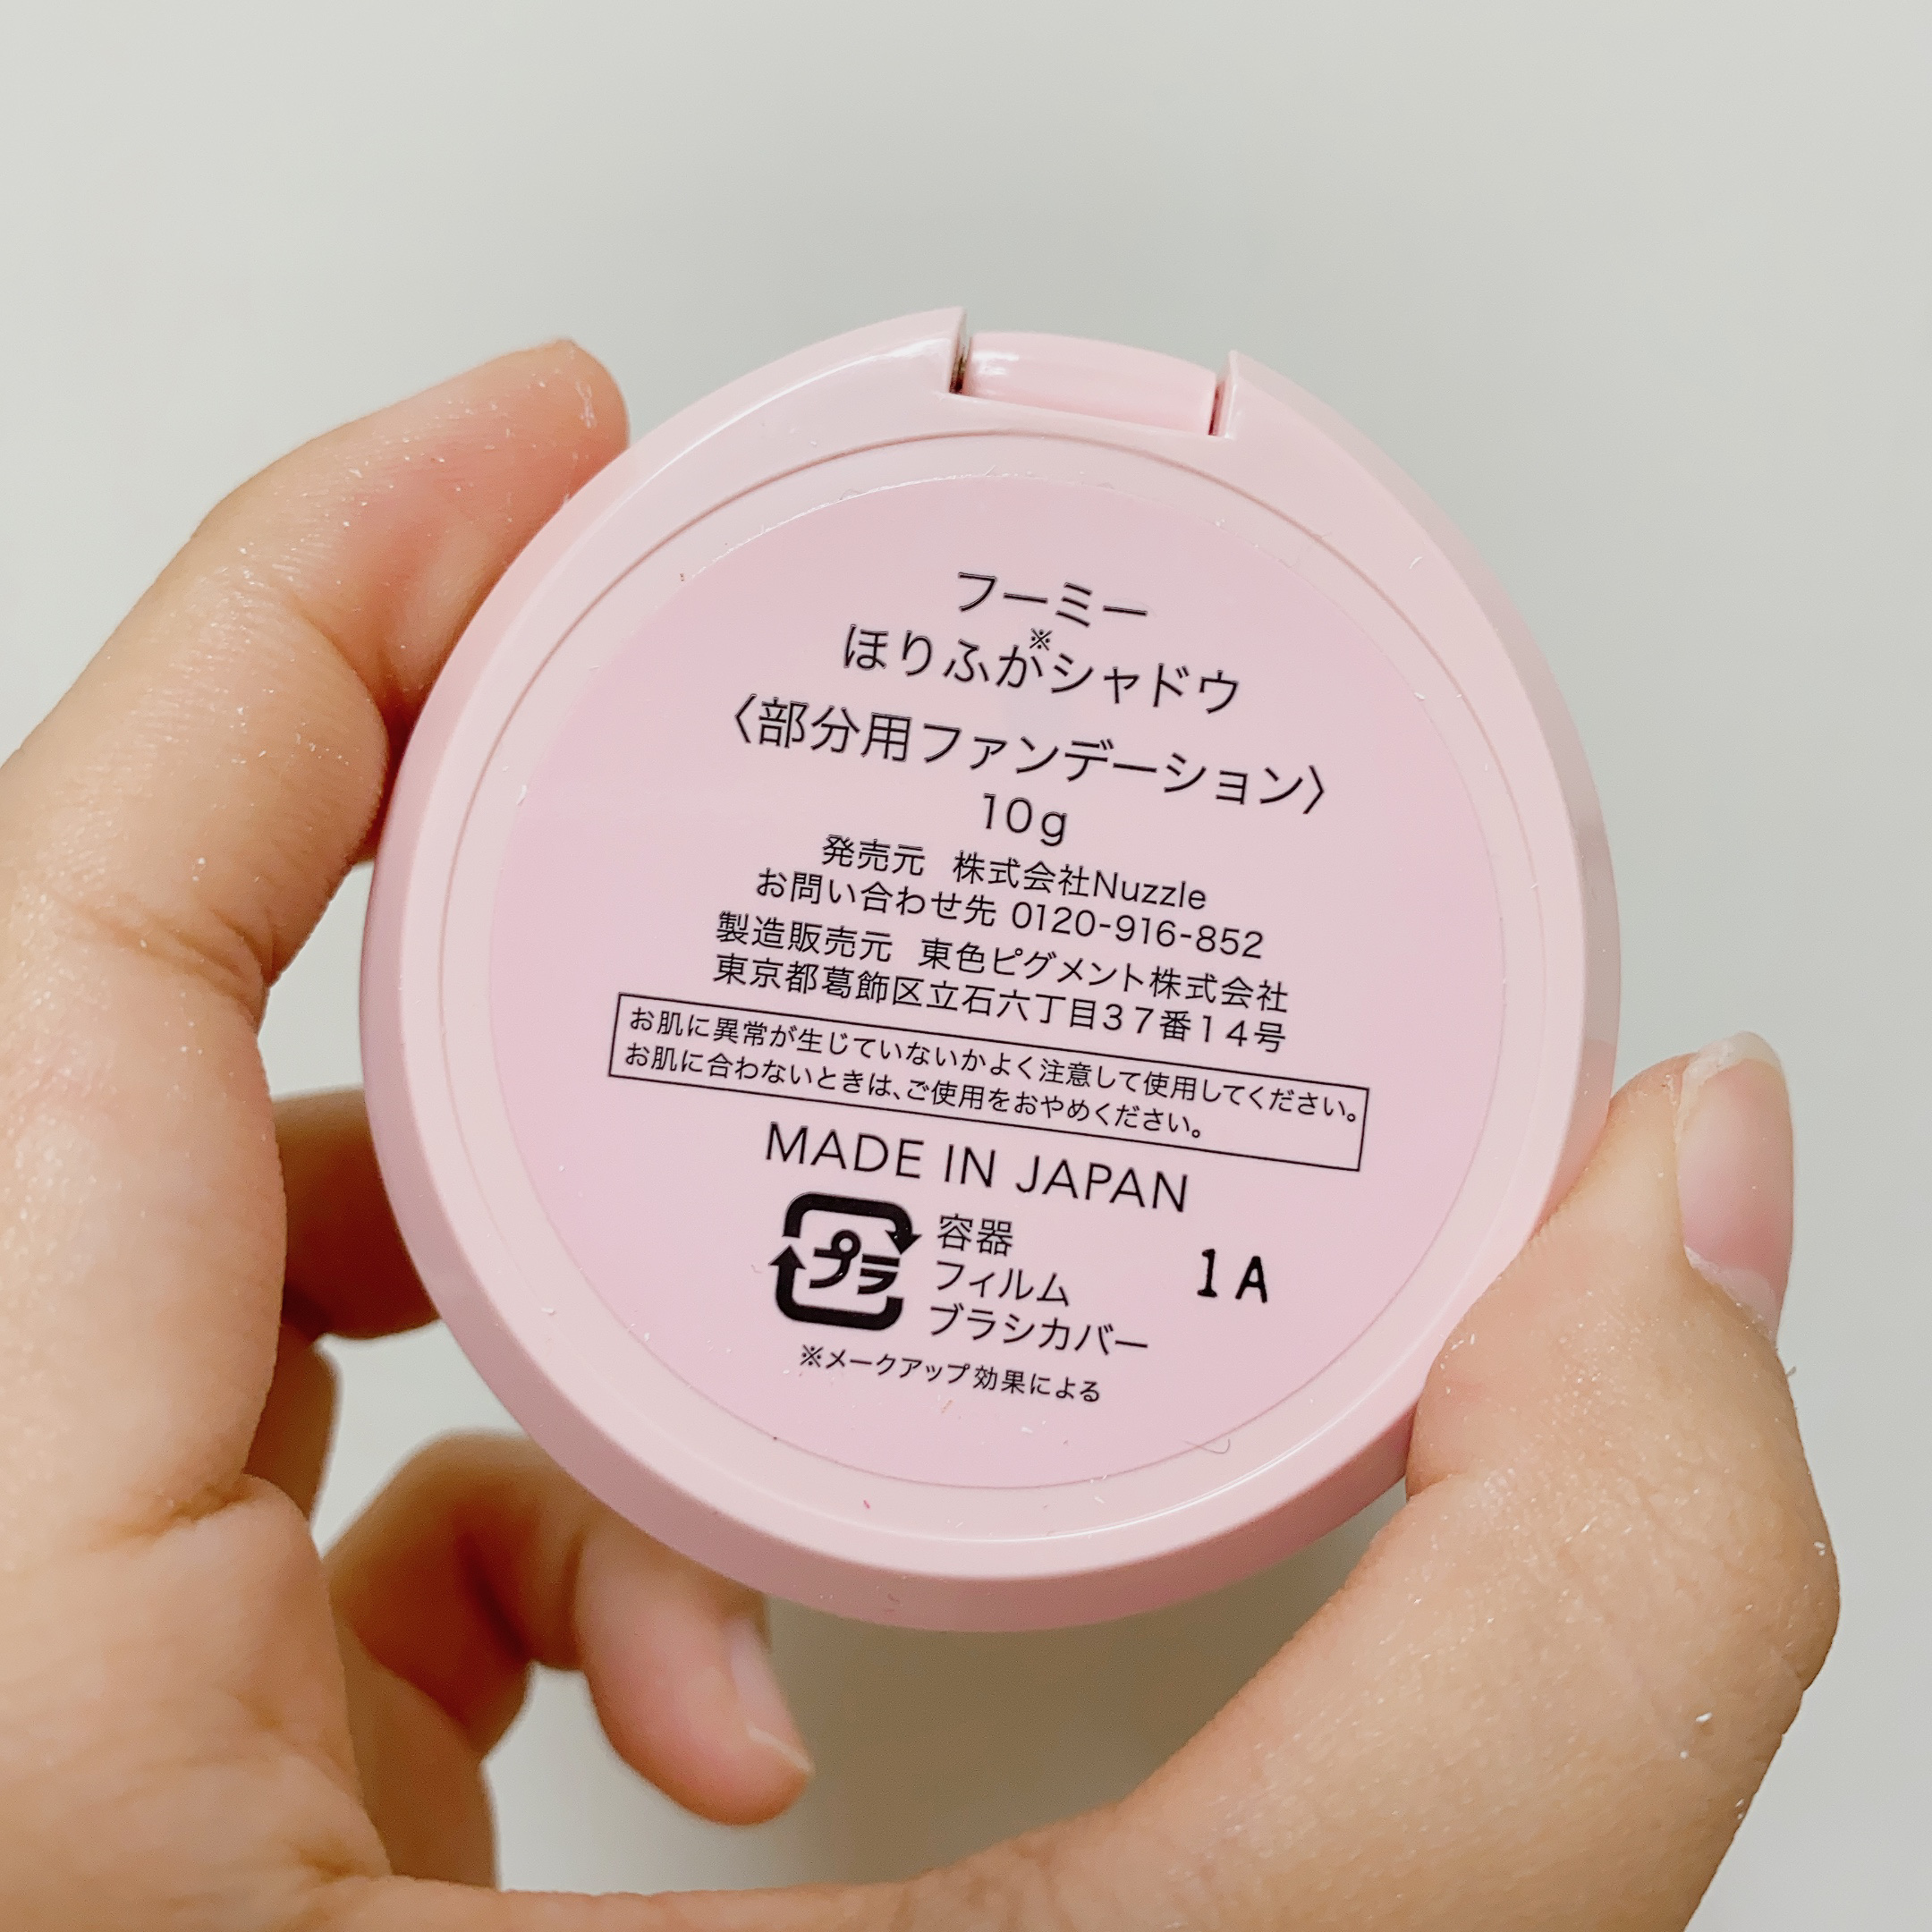 フーミー
ほりふか※シャドウ
〈部分用ファンデーション〉
10g
発売元 株式会社Nuzzle
お問い合わせ先 0120-916-852
製造販売元 東色ピグメント株式会社
東京都葛飾区立石六丁目37番14号
お肌に異常が生じていないかよく注意して使用してください。
お肌に合わないときは、ご使用をおやめください。
MADE IN JAPAN
プラ
容器
フィルム
ブラシカバー
1A
※メークアップ効果による